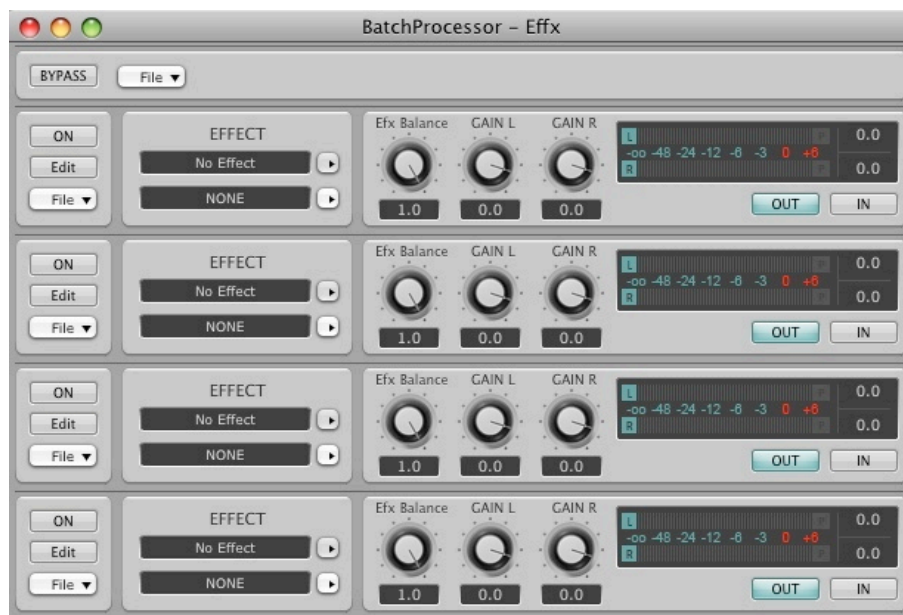 BatchProcessor – Effx
BYPASS File
ON EFFECT Efx Balance GAIN L GAIN R L 0.0
Edit No Effect -oo -48 -24 -12 -6 -3 0 +6
File NONE 1.0 0.0 0.0 R 0.0
OUT IN
ON EFFECT Efx Balance GAIN L GAIN R L 0.0
Edit No Effect -oo -48 -24 -12 -6 -3 0 +6
File NONE 1.0 0.0 0.0 R 0.0
OUT IN
ON EFFECT Efx Balance GAIN L GAIN R L 0.0
Edit No Effect -oo -48 -24 -12 -6 -3 0 +6
File NONE 1.0 0.0 0.0 R 0.0
OUT IN
ON EFFECT Efx Balance GAIN L GAIN R L 0.0
Edit No Effect -oo -48 -24 -12 -6 -3 0 +6
File NONE 1.0 0.0 0.0 R 0.0
OUT IN